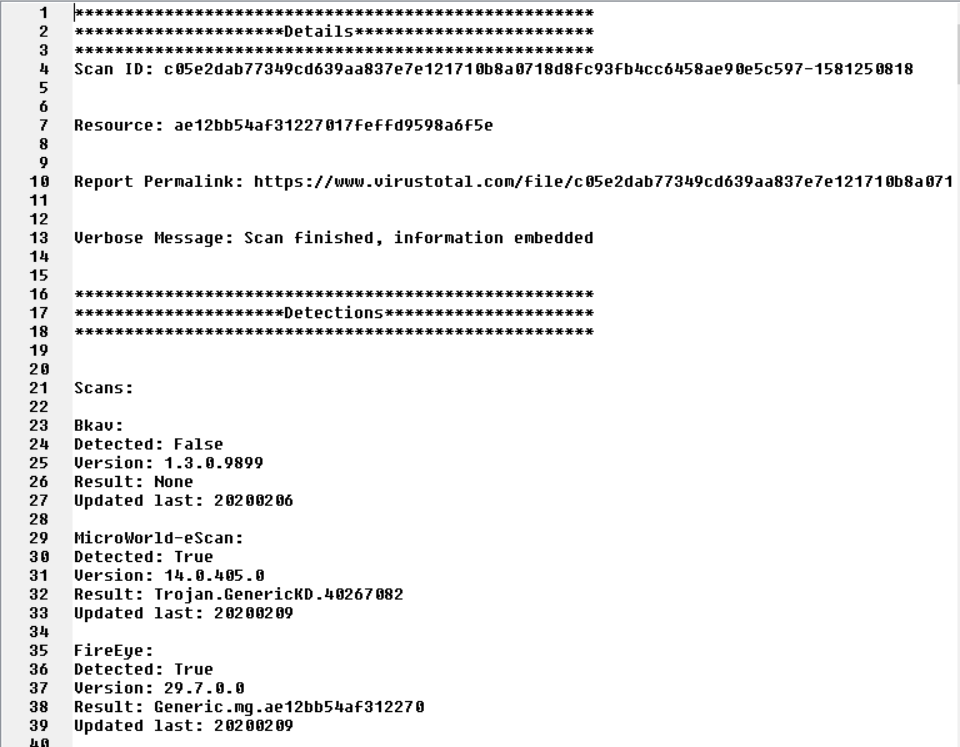 1 ****************************************************
2 *********************Details************************
3 ****************************************************
4 Scan ID: c05e2dab77349cd639aa837e7e121710b8a0718d8fc93fb4cc6458ae90e5c597-1581250818
5
6
7 Resource: ae12bb54af31227017feffd9598a6f5e
8
9
10 Report Permalink: https://www.virustotal.com/file/c05e2dab77349cd639aa837e7e121710b8a071
11
12
13 Verbose Message: Scan finished, information embedded
14
15
16 ****************************************************
17 *********************Detections*********************
18 ****************************************************
19
20
21 Scans:
22
23 Bkav:
24 Detected: False
25 Version: 1.3.0.9899
26 Result: None
27 Updated last: 20200206
28
29 MicroWorld-eScan:
30 Detected: True
31 Version: 14.0.405.0
32 Result: Trojan.GenericKD.40267082
33 Updated last: 20200209
34
35 FireEye:
36 Detected: True
37 Version: 29.7.0.0
38 Result: Generic.mg.ae12bb54af312270
39 Updated last: 20200209
40